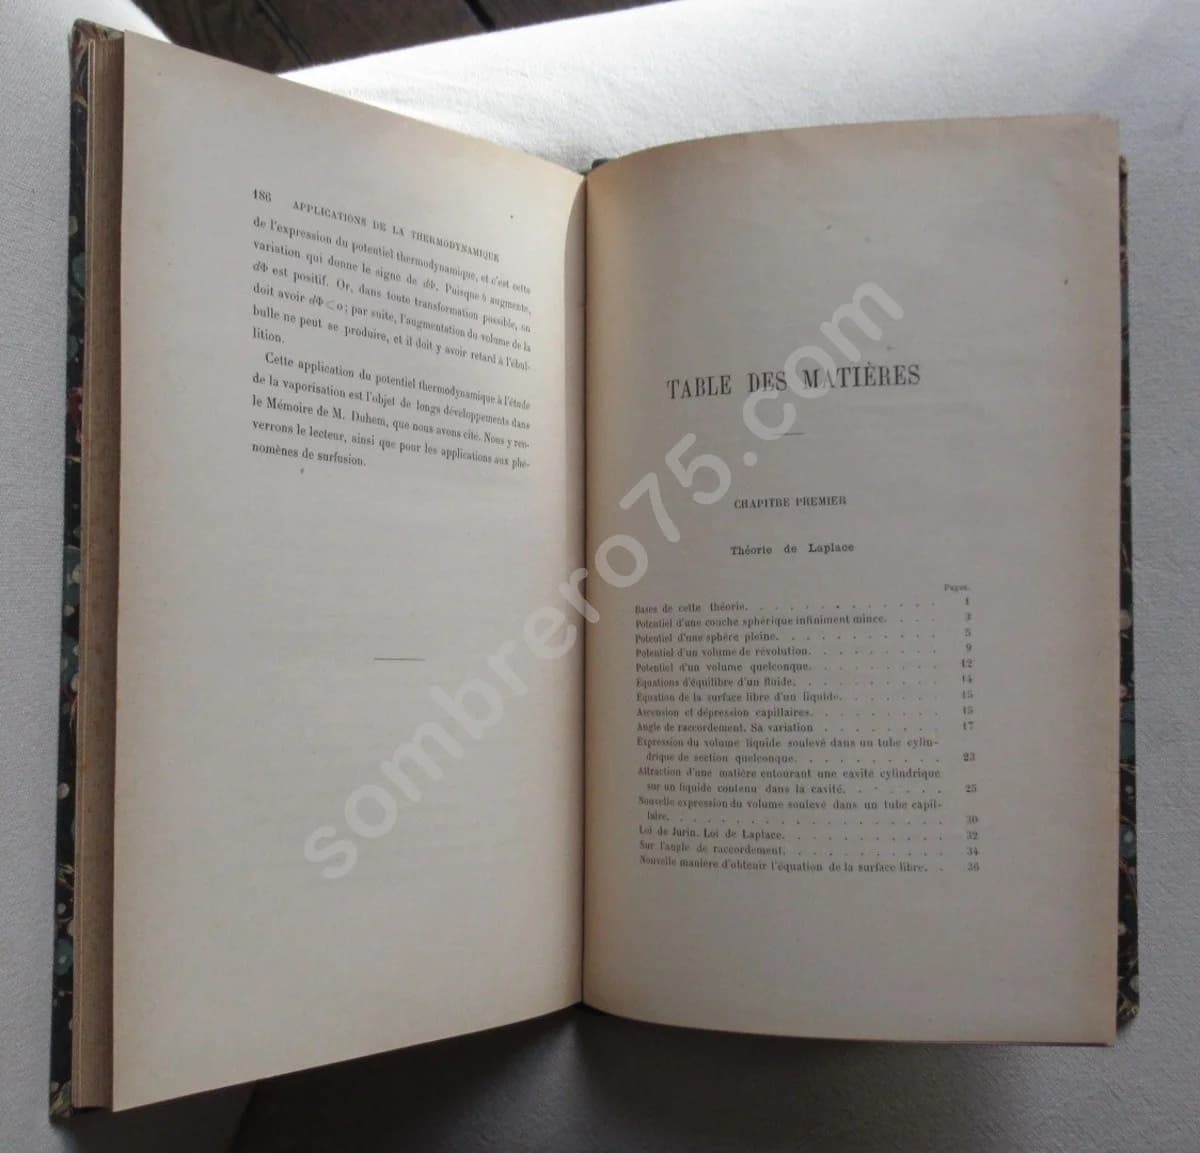 186 APPLICATIONS DE LA THERMODYNAMIQUE
de l'expression du potentiel thermodynamique, et c'est cette
variation qui donne le signe de dΦ. Puisque δ augmente,
dΦ est positif. Or, dans toute transformation possible, on
doit avoir dΦ < 0; par suite, l'augmentation du volume de la
bulle ne peut se produire, et il doit y avoir retard à l'ébul-
lition.
Cette application du potentiel thermodynamique à l'étude
de la vaporisation est l'objet de longs développements dans
le Mémoire de M. Duhem, que nous avons cité. Nous y ren-
verrons le lecteur, ainsi que pour les applications aux phé-
nomènes de surfusion.
TABLE DES MATIÈRES
CHAPITRE PREMIER
Théorie de Laplace
Pages.
Bases de cette théorie. 1
Potentiel d'une couche sphérique infiniment mince. 3
Potentiel d'une sphère pleine. 5
Potentiel d'un volume de révolution. 9
Potentiel d'un volume quelconque. 12
Equations d'équilibre d'un fluide. 14
Equation de la surface libre d'un liquide. 15
Ascension et dépression capillaires. 15
Angle de raccordement. Sa variation 17
Expression du volume liquide soulevé dans un tube cylin-
drique de section quelconque. 23
Attraction d'une matière entourant une cavité cylindrique
sur un liquide contenu dans la cavité. 25
Nouvelle expression du volume soulevé dans un tube capil-
laire. 30
Loi de Jurin. Loi de Laplace. 32
Sur l'angle de raccordement. 34
Nouvelle manière d'obtenir l'équation de la surface libre. 36
sombrero75.com